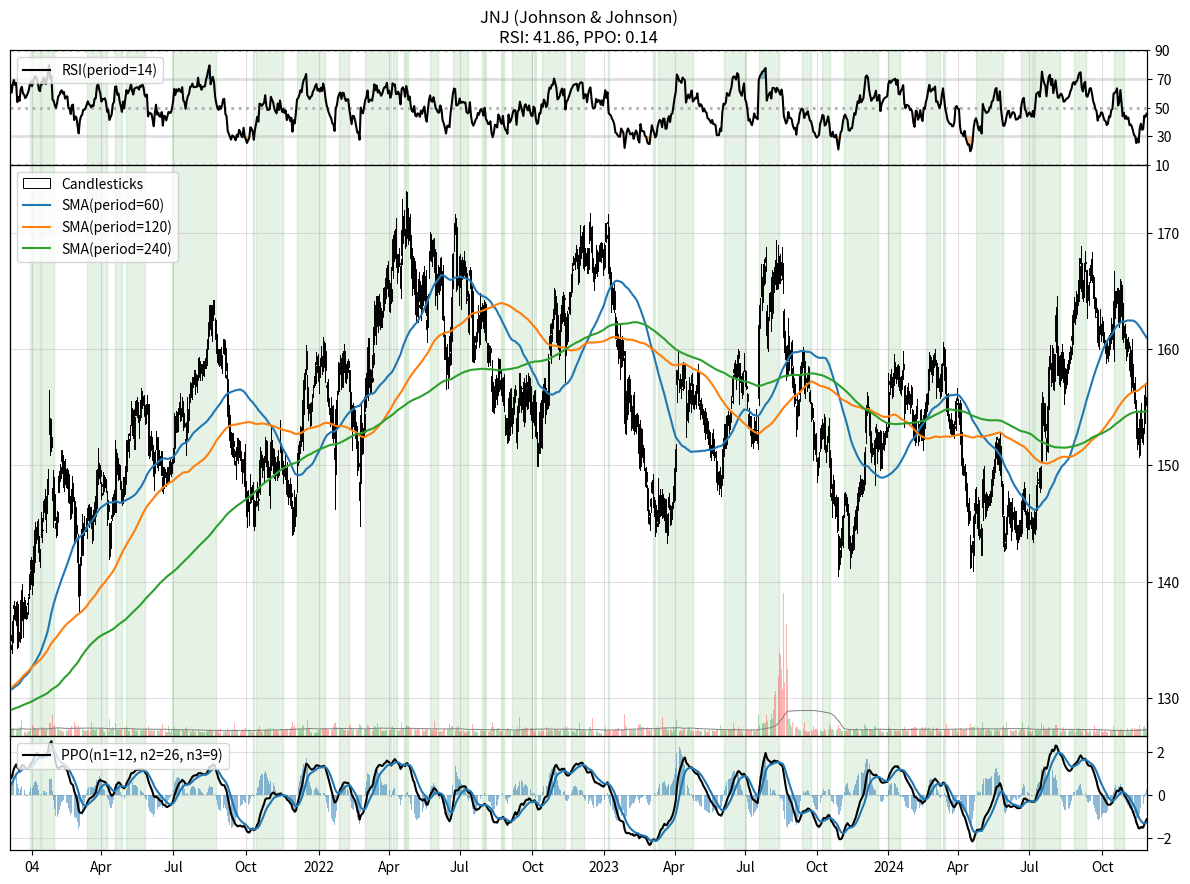 JNJ (Johnson & Johnson)
RSI: 41.86, PPO: 0.14
RSI(period=14)
90
70
50
30
10
Candlesticks
SMA(period=60)
SMA(period=120)
SMA(period=240)
170
160
150
140
130
PPO(n1=12, n2=26, n3=9)
2
0
−2
04 Apr Jul Oct 2022 Apr Jul Oct 2023 Apr Jul Oct 2024 Apr Jul Oct